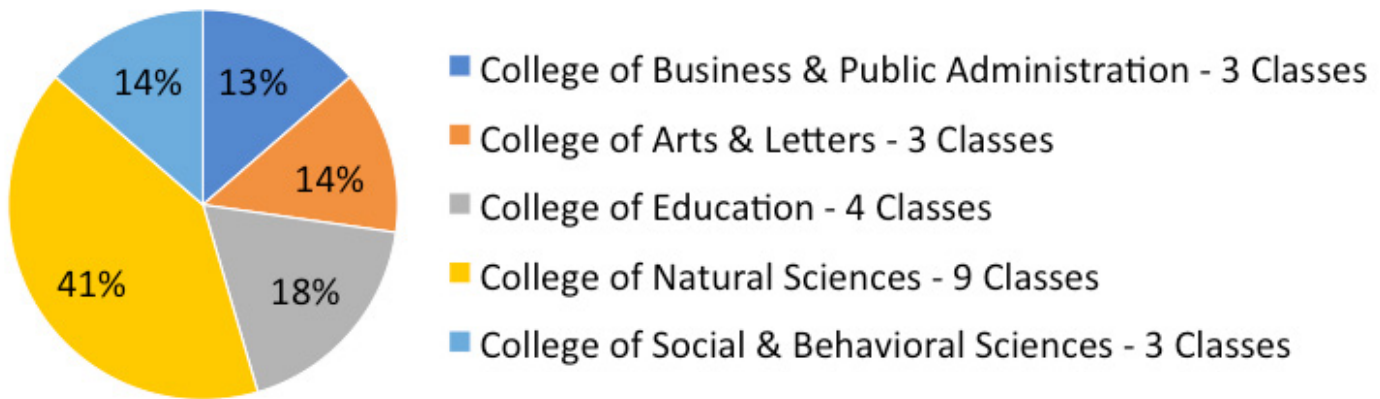 14%
13%
14%
41%
18%
College of Business & Public Administration - 3 Classes
College of Arts & Letters - 3 Classes
College of Education - 4 Classes
College of Natural Sciences - 9 Classes
College of Social & Behavioral Sciences - 3 Classes